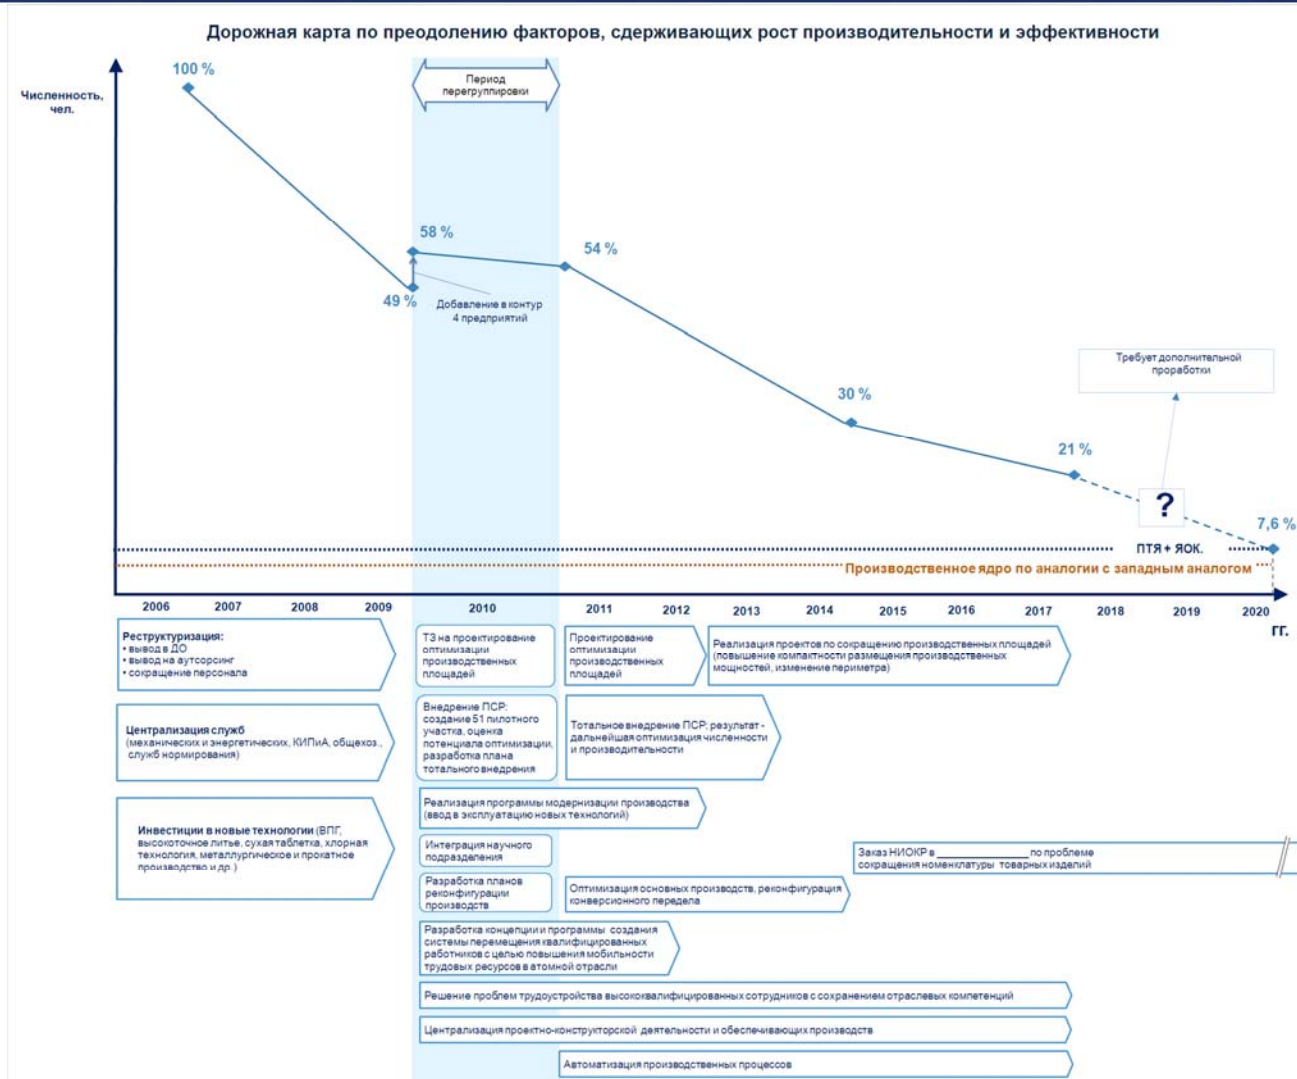 Дорожная карта по преодолению факторов, сдерживающих рост производительности и эффективности
Численность,
чел.
100 %
Период
перегруппировки
58 %
54 %
49 %
Добавление в контур
4 предприятий
30 %
21 %
Требует дополнительной
проработки
?
7,6 %
ПТЯ + ЯОК.
Производственное ядро по аналогии с западным аналогом
2006 2007 2008 2009 2010 2011 2012 2013 2014 2015 2016 2017 2018 2019 2020
гг.
Реструктуризация:
• вывод в ДО
• вывод на аутсорсинг
• сокращение персонала
ТЗ на проектирование
оптимизации
производственных
площадей
Проектирование
оптимизации
производственных
площадей
Реализация проектов по сокращению производственных площадей
(повышение компактности размещения производственных
мощностей, изменение периметра)
Централизация служб
(механических и энергетических, КИПиА, общехоз.,
служб нормирования)
Внедрение ПСР:
создание 51 пилотного
участка, оценка
потенциала оптимизации,
разработка плана
тотального внедрения
Тотальное внедрение ПСР; результат -
дальнейшая оптимизация численности
и производительности
Инвестиции в новые технологии (ВПГ,
высокоточное литье, сухая таблетка, хлорная
технология, металлургическое и прокатное
производство и др.)
Реализация программы модернизации производства
(ввод в эксплуатацию новых технологий)
Интеграция научного
подразделения
Заказ НИОКР в ________________ по проблеме
сокращения номенклатуры товарных изделий
Разработка планов
реконфигурации
производств
Оптимизация основных производств, реконфигурация
конверсионного передела
Разработка концепции и программы создания
системы перемещения квалифицированных
работников с целью повышения мобильности
трудовых ресурсов в атомной отрасли
Решение проблем трудоустройства высококвалифицированных сотрудников с сохранением отраслевых компетенций
Централизация проектно-конструкторской деятельности и обеспечивающих производств
Автоматизация производственных процессов